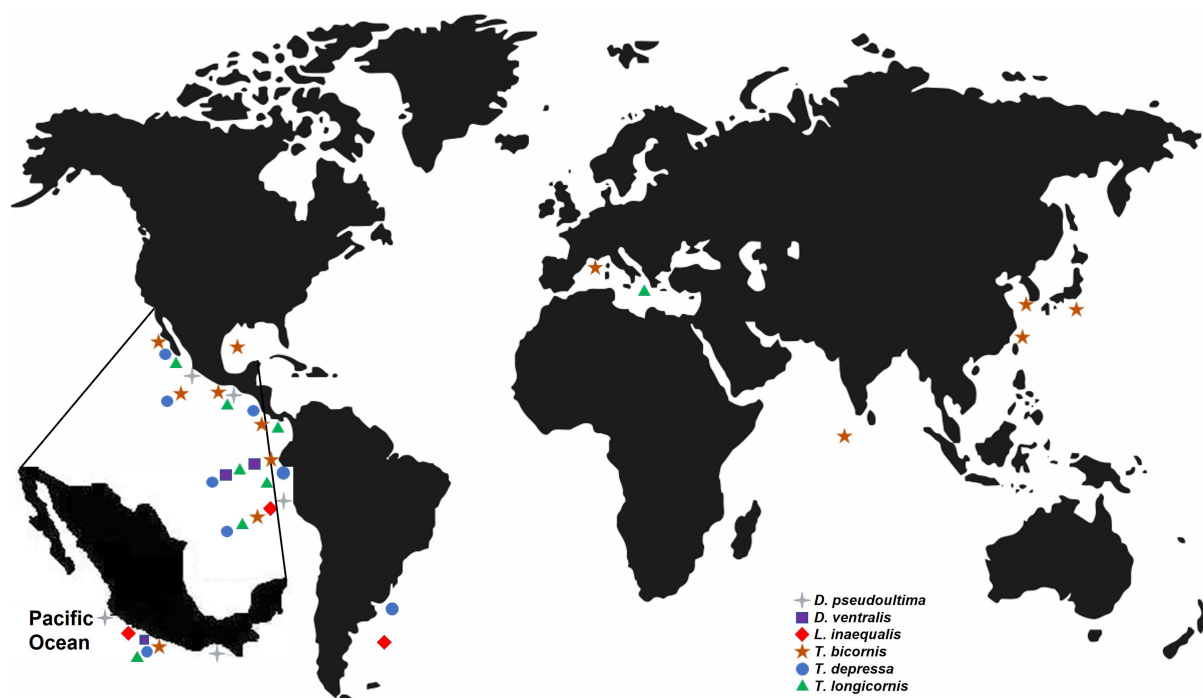 Pacific
Ocean
D. pseudoultima
D. ventralis
L. inaequalis
T. bicornis
T. depressa
T. longicornis